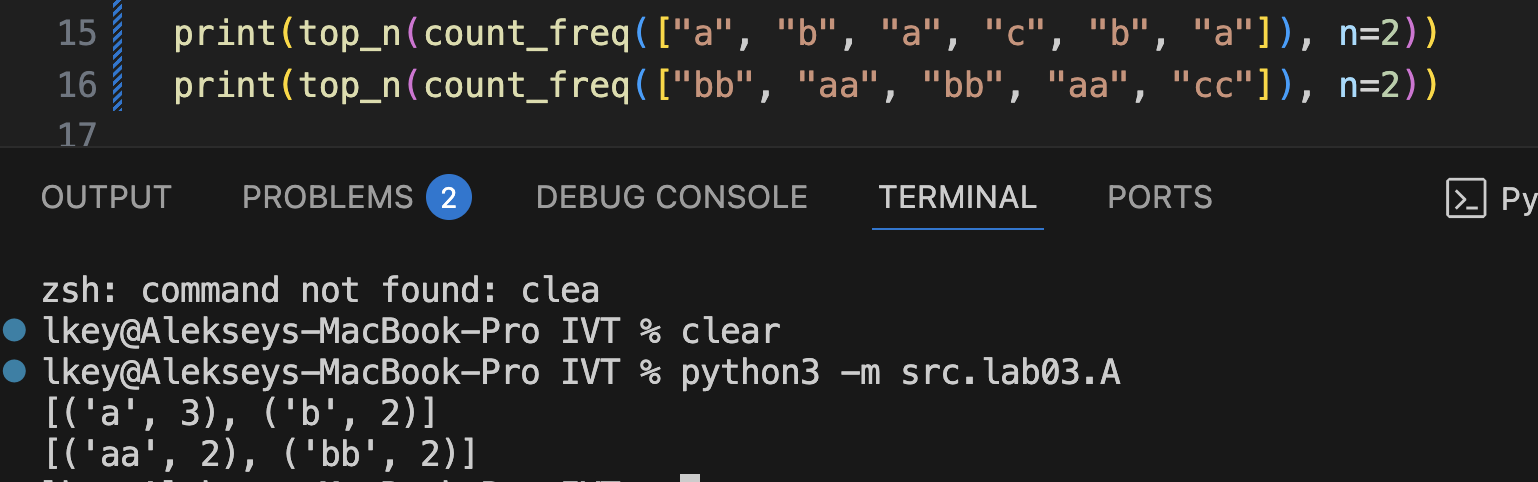 15 print(top_n(count_freq(["a", "b", "a", "c", "b", "a"]), n=2))
16 print(top_n(count_freq(["bb", "aa", "bb", "aa", "cc"]), n=2))
17
OUTPUT PROBLEMS 2 DEBUG CONSOLE TERMINAL PORTS Py
zsh: command not found: clea
lkey@Alekseys-MacBook-Pro IVT % clear
lkey@Alekseys-MacBook-Pro IVT % python3 -m src.lab03.A
[('a', 3), ('b', 2)]
[('aa', 2), ('bb', 2)]